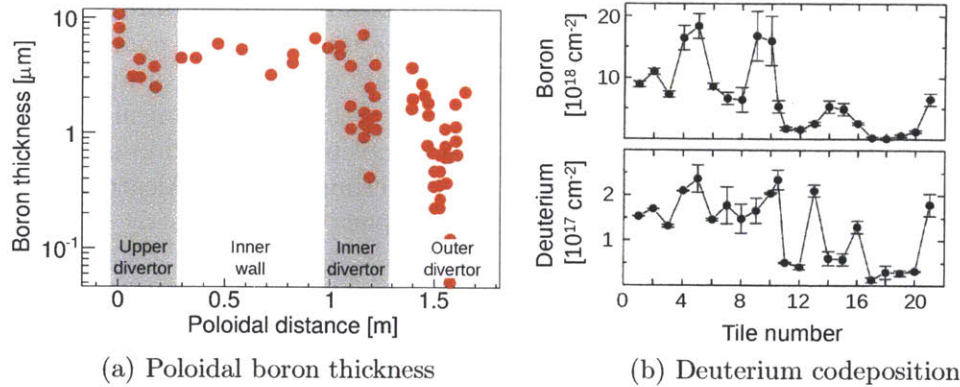 Boron thickness [μm]
10
1
10-1
Upper
divertor
Inner
wall
Inner
divertor
Outer
divertor
0
0.5
1
1.5
Poloidal distance [m]
(a) Poloidal boron thickness
Boron
[10^18 cm-2]
20
10
Deuterium
[10^17 cm-2]
2
1
0
4
8
12
16
20
Tile number
(b) Deuterium codeposition